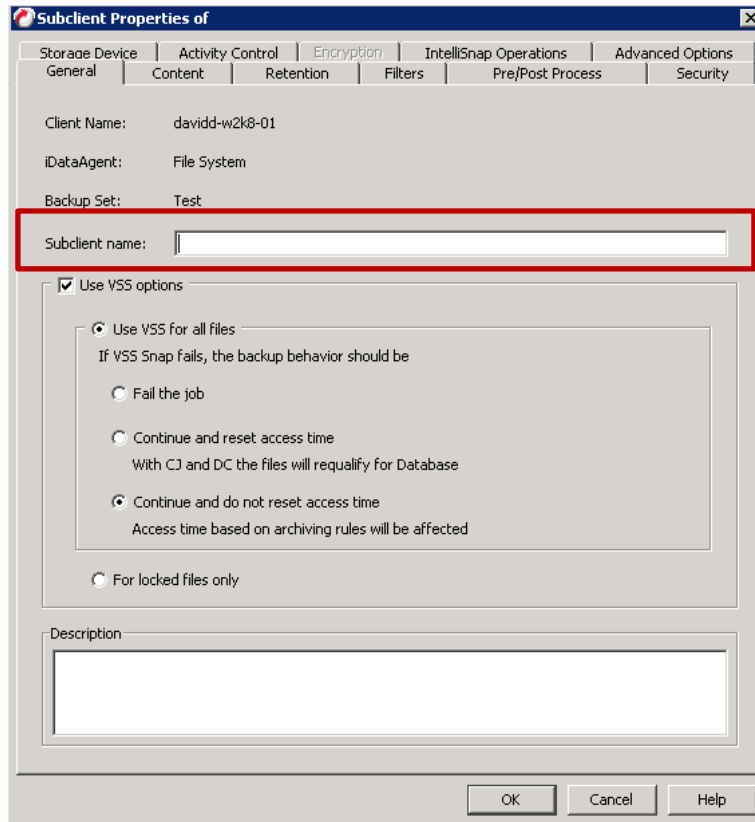 Subclient Properties of
Storage Device Activity Control Encryption IntelliSnap Operations Advanced Options
General Content Retention Filters Pre/Post Process Security
Client Name: davidd-w2k8-01
iDataAgent: File System
Backup Set: Test
Subclient name:
Use VSS options
Use VSS for all files
If VSS Snap fails, the backup behavior should be
Fail the job
Continue and reset access time
With CJ and DC the files will requalify for Database
Continue and do not reset access time
Access time based on archiving rules will be affected
For locked files only
Description
OK Cancel Help